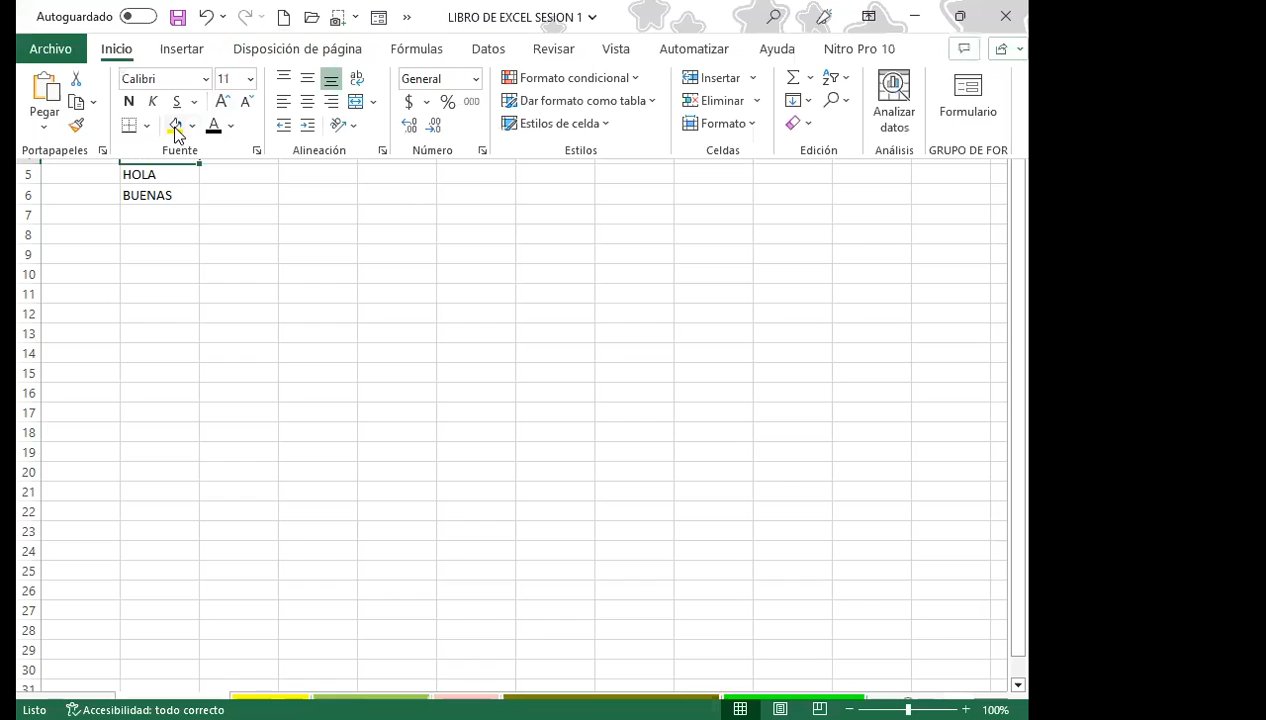 Autoguardado LIBRO DE EXCEL SESION 1
Archivo Inicio Insertar Disposición de página Fórmulas Datos Revisar Vista Automatizar Ayuda Nitro Pro 10
Pegar
Portapapeles
Calibri 11
N K S
A A
A
Fuente
Alineación
General
$ % 000
Número
Formato condicional
Dar formato como tabla
Estilos de celda
Estilos
Insertar
Eliminar
Formato
Celdas
Edición
Analizar
datos
Análisis
Formulario
GRUPO DE FOR
5 HOLA
6 BUENAS
7
8
9
10
11
12
13
14
15
16
17
18
19
20
21
22
23
24
25
26
27
28
29
30
31
Listo Accesibilidad: todo correcto 100%